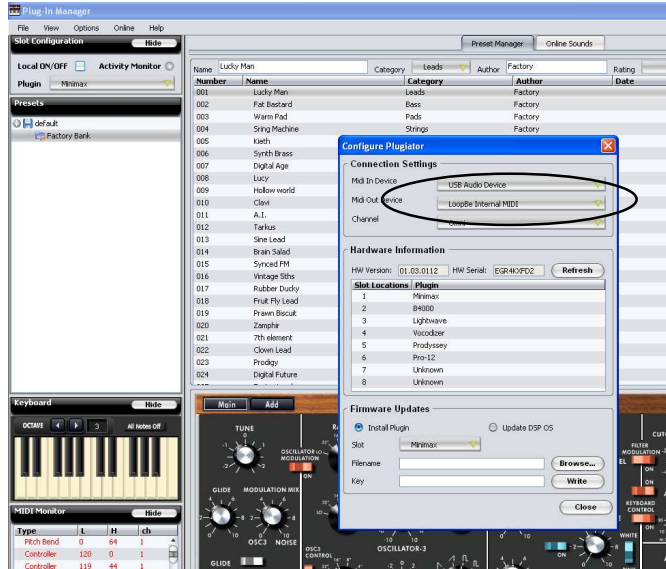 Plug-In Manager
File View Options Online Help
Slot Configuration Hide
Local ON/OFF Activity Monitor
Plugin Minimax
Presets
default
Factory Bank
Preset Manager Online Sounds
Name Lucky Man Category Leads Author Factory Rating
Number Name Category Author Date
001 Lucky Man Leads Factory
002 Fat Bastard Bass Factory
003 Warm Pad Pads Factory
004 Sring Machine Strings Factory
005 Kieth
006 Synth Brass
007 Digital Age
008 Lucy
009 Hollow world
010 Clavi
011 A.I.
012 Tarkus
013 Sine Lead
014 Brain Salad
015 Synced FM
016 Vintage 5ths
017 Rubber Ducky
018 Fruit Fly Lead
019 Prawn Biscuit
020 Zamphir
021 7th element
022 Clown Lead
023 Prodigy
024 Digital Future
Configure Plugiator
Connection Settings
Midi In Device USB Audio Device
Midi Out Device LoopBe Internal MIDI
Channel Omni
Hardware Information
HW Version: 01.03.0112 HW Serial: EGR4KXFD2 Refresh
Slot Locations Plugin
1 Minimax
2 B4000
3 Lightwave
4 Vocodizer
5 Prodyssey
6 Pro-12
7 Unknown
8 Unknown
Firmware Updates
Install Plugin Update DSP OS
Slot Minimax
Filename Browse...
Key Write
Close
Keyboard Hide
OCTAVE 3 All Notes Off
MIDI Monitor Hide
Type L H ch
Pitch Bend 0 64 1
Controller 120 0 1
Controller 119 44 1
Main Add
TUNE
OSCILLATOR
MODULATION
ON
GLIDE MODULATION MIX
OSC3 NOISE
GLIDE
OSC3
CONTROL
OSCILLATOR-3
FILTER
MODULATION
ON
ON
KEYBOARD
CONTROL
ON
WHITE
ON